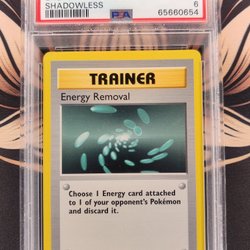 SHADOWLESS
PSA
6
65660654
TRAINER
Energy Removal
Choose 1 Energy card attached
to 1 of your opponent's Pokémon
and discard it.